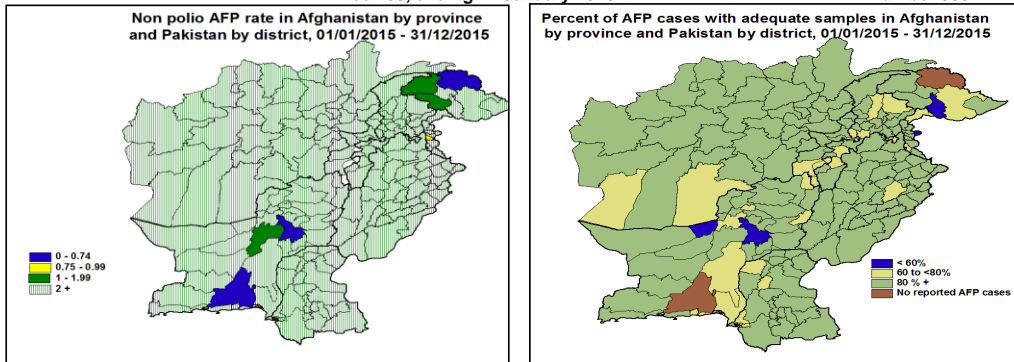 Non polio AFP rate in Afghanistan by province
and Pakistan by district, 01/01/2015 - 31/12/2015
0 - 0.74
0.75 - 0.99
1 - 1.99
2 +
Percent of AFP cases with adequate samples in Afghanistan
by province and Pakistan by district, 01/01/2015 - 31/12/2015
< 60%
60 to <80%
80 % +
No reported AFP cases